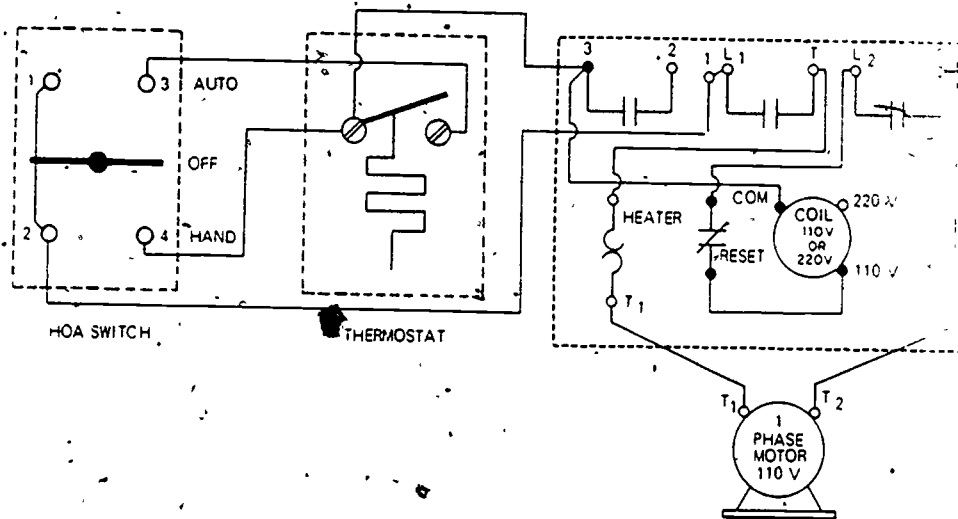 3 2 1 L1 T L2
1 3 AUTO
OFF
2 4 HAND
HOA SWITCH
THERMOSTAT
HEATER
COM
COIL
110V
OR
220V
220 V
110 V
RESET
T1
T1 T2
1
PHASE
MOTOR
110 V